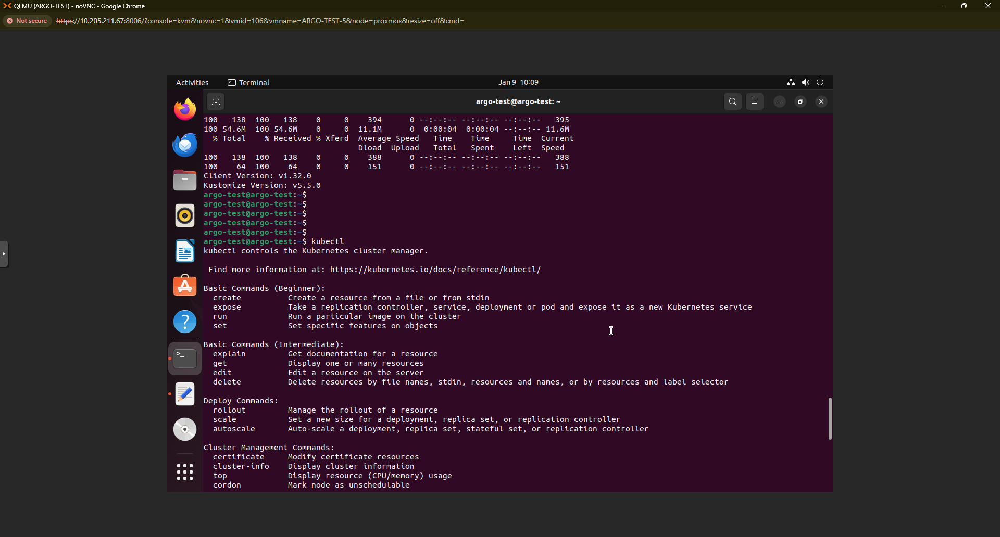 QEMU (ARGO-TEST) - noVNC - Google Chrome
Not secure https://10.205.211.67:8006/?console=kvm&novnc=1&vmid=106&vmname=ARGO-TEST-5&node=proxmox&resize=off&cmd=
Activities Terminal Jan 9 10:09
argo-test@argo-test: ~
100   138  100   138    0     0    394      0 --:--:-- --:--:-- --:--:--   395
100 54.6M  100 54.6M    0     0  11.1M      0  0:00:04  0:00:04 --:--:-- 11.6M
  % Total    % Received % Xferd  Average Speed   Time    Time     Time  Current
                                 Dload  Upload   Total   Spent    Left  Speed
100   138  100   138    0     0    388      0 --:--:-- --:--:-- --:--:--   388
100    64  100    64    0     0    151      0 --:--:-- --:--:-- --:--:--   151
Client Version: v1.32.0
Kustomize Version: v5.5.0
argo-test@argo-test:~$
argo-test@argo-test:~$
argo-test@argo-test:~$
argo-test@argo-test:~$
argo-test@argo-test:~$
argo-test@argo-test:~$ kubectl
kubectl controls the Kubernetes cluster manager.
 Find more information at: https://kubernetes.io/docs/reference/kubectl/
Basic Commands (Beginner):
  create          Create a resource from a file or from stdin
  expose          Take a replication controller, service, deployment or pod and expose it as a new Kubernetes service
  run             Run a particular image on the cluster
  set             Set specific features on objects
Basic Commands (Intermediate):
  explain         Get documentation for a resource
  get             Display one or many resources
  edit            Edit a resource on the server
  delete          Delete resources by file names, stdin, resources and names, or by resources and label selector
Deploy Commands:
  rollout         Manage the rollout of a resource
  scale           Set a new size for a deployment, replica set, or replication controller
  autoscale       Auto-scale a deployment, replica set, stateful set, or replication controller
Cluster Management Commands:
  certificate     Modify certificate resources
  cluster-info    Display cluster information
  top             Display resource (CPU/memory) usage
  cordon          Mark node as unschedulable